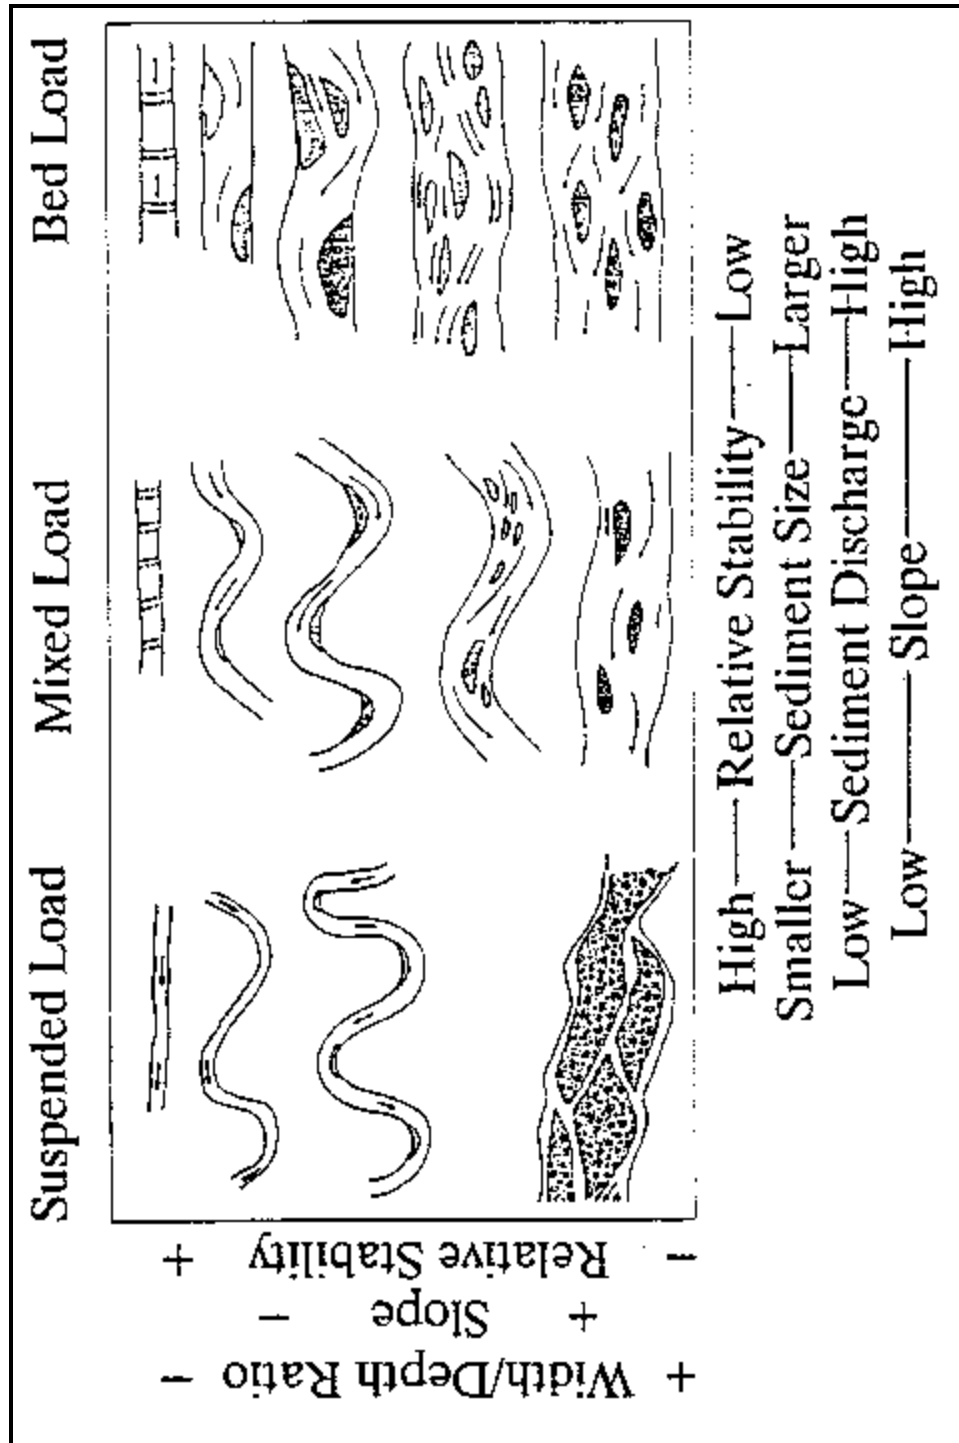 Suspended Load Mixed Load Bed Load
+ Width/Depth Ratio −
+ Slope −
− Relative Stability +
High — Relative Stability — Low
Smaller — Sediment Size — Larger
Low — Sediment Discharge — High
Low — Slope — High